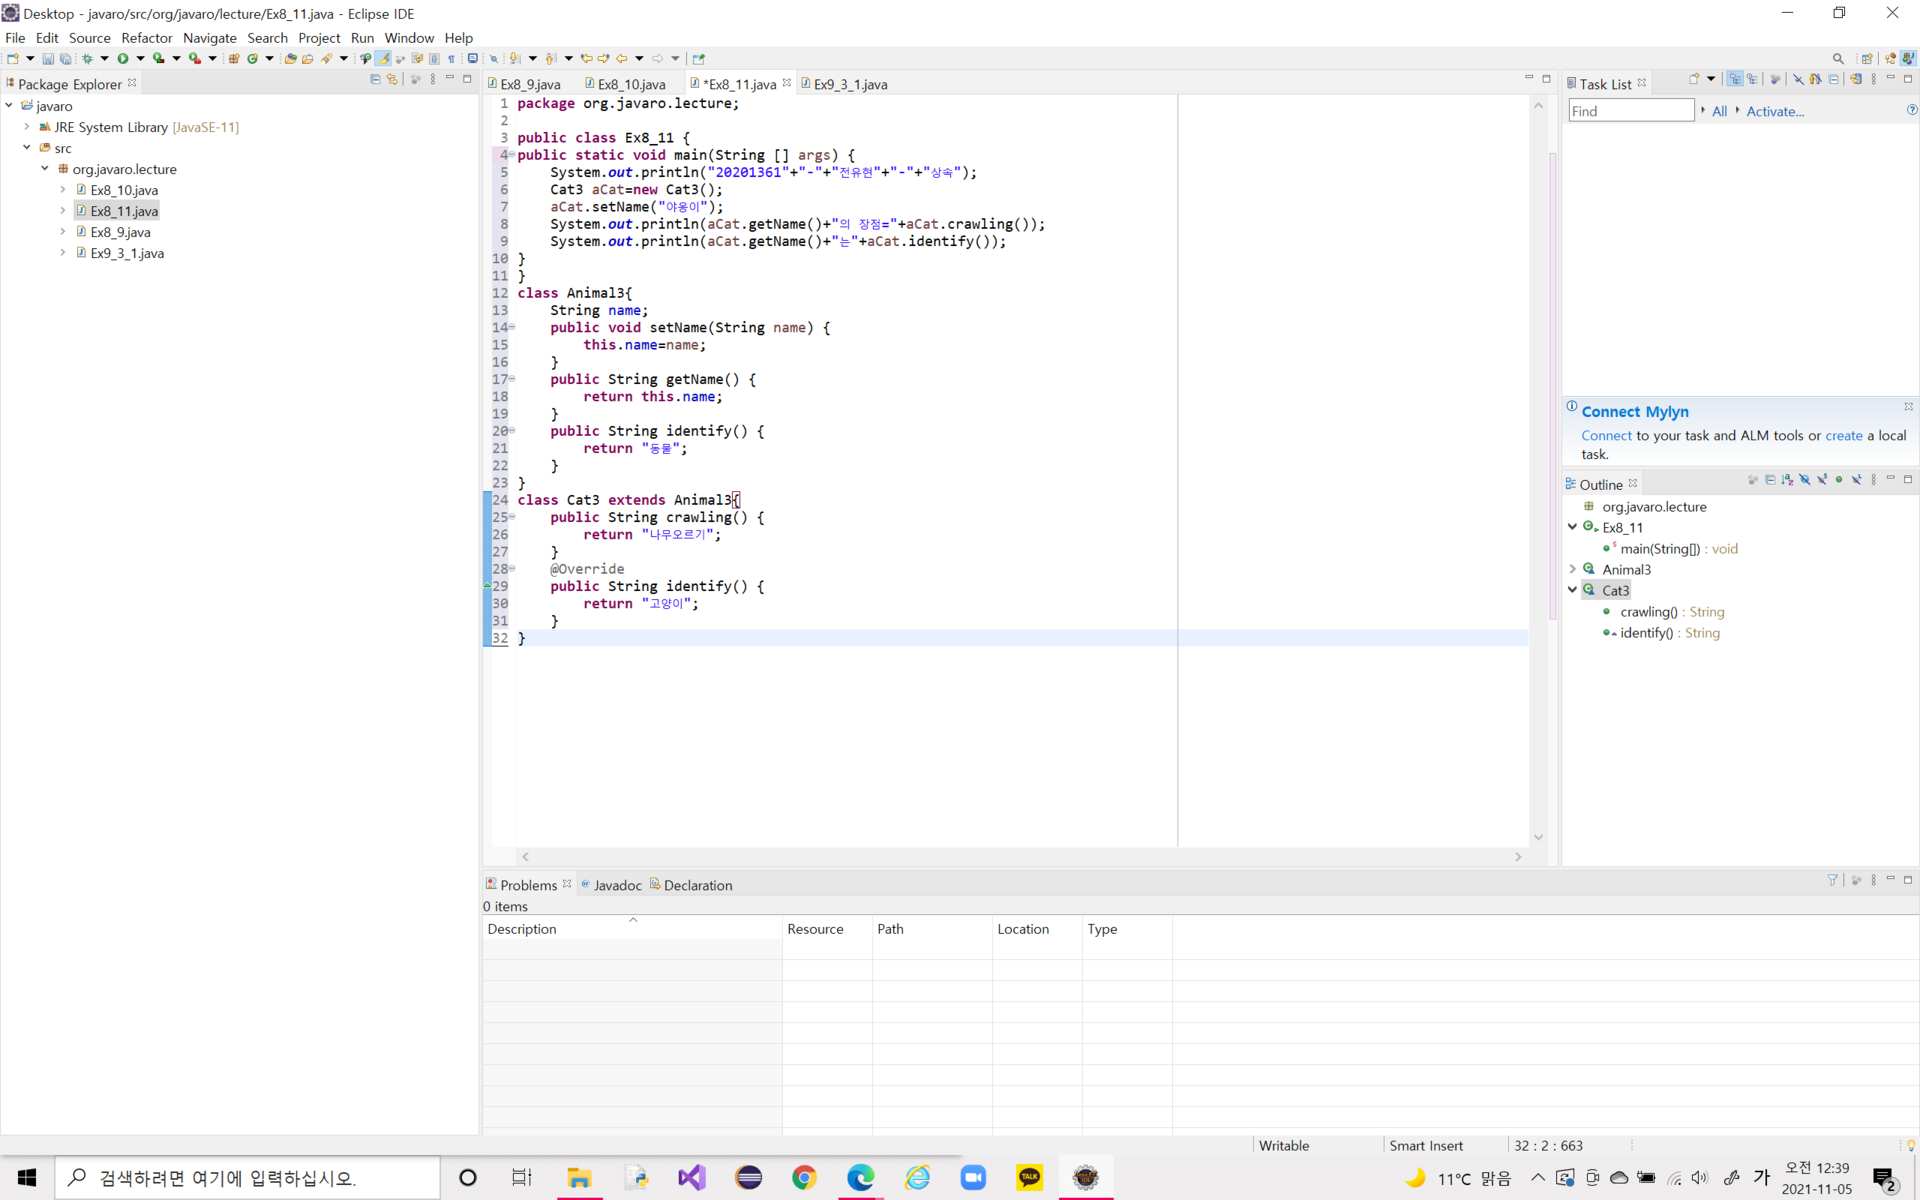 Desktop - javaro/src/org/javaro/lecture/Ex8_11.java - Eclipse IDE
File Edit Source Refactor Navigate Search Project Run Window Help
Package Explorer
javaro
JRE System Library [JavaSE-11]
src
org.javaro.lecture
Ex8_10.java
Ex8_11.java
Ex8_9.java
Ex9_3_1.java
Ex8_9.java Ex8_10.java *Ex8_11.java Ex9_3_1.java
1 package org.javaro.lecture;
2
3 public class Ex8_11 {
4 public static void main(String [] args) {
5 System.out.println("20201361"+"-"+"전유현"+"-"+"상속");
6 Cat3 aCat=new Cat3();
7 aCat.setName("야옹이");
8 System.out.println(aCat.getName()+"의 장점="+aCat.crawling());
9 System.out.println(aCat.getName()+"는"+aCat.identify());
10 }
11 }
12 class Animal3{
13 String name;
14 public void setName(String name) {
15 this.name=name;
16 }
17 public String getName() {
18 return this.name;
19 }
20 public String identify() {
21 return "동물";
22 }
23 }
24 class Cat3 extends Animal3{
25 public String crawling() {
26 return "나무오르기";
27 }
28 @Override
29 public String identify() {
30 return "고양이";
31 }
32 }
Task List
Find All Activate...
Connect Mylyn
Connect to your task and ALM tools or create a local
task.
Outline
org.javaro.lecture
Ex8_11
main(String[]) : void
Animal3
Cat3
crawling() : String
identify() : String
Problems Javadoc Declaration
0 items
Description Resource Path Location Type
Writable Smart Insert 32 : 2 : 663
검색하려면 여기에 입력하십시오.
TALK
11°C 맑음
가
오전 12:39
2021-11-05
2